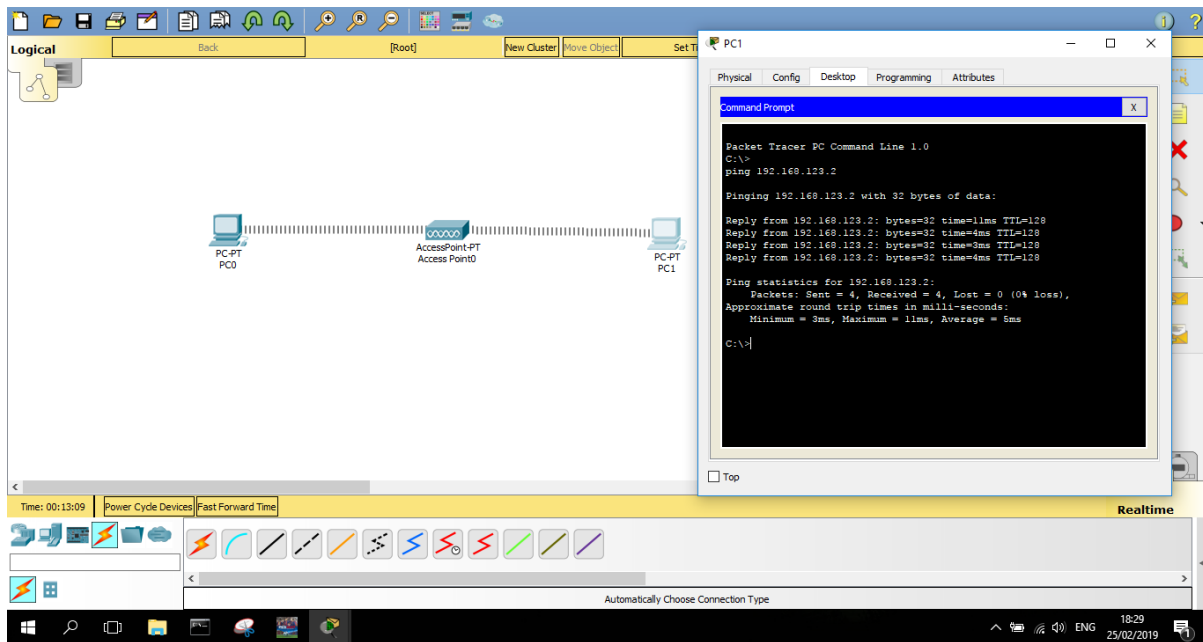 Logical
Back
[Root]
New Cluster
Move Object
Set Ti
PC1
Physical
Config
Desktop
Programming
Attributes
Command Prompt
X
Packet Tracer PC Command Line 1.0
C:\>
ping 192.168.123.2
Pinging 192.168.123.2 with 32 bytes of data:
Reply from 192.168.123.2: bytes=32 time=11ms TTL=128
Reply from 192.168.123.2: bytes=32 time=4ms TTL=128
Reply from 192.168.123.2: bytes=32 time=3ms TTL=128
Reply from 192.168.123.2: bytes=32 time=4ms TTL=128
Ping statistics for 192.168.123.2:
Packets: Sent = 4, Received = 4, Lost = 0 (0% loss),
Approximate round trip times in milli-seconds:
Minimum = 3ms, Maximum = 11ms, Average = 5ms
C:\>
Top
PC-PT
PC0
AccessPoint-PT
Access Point0
PC-PT
PC1
Time: 00:13:09
Power Cycle Devices
Fast Forward Time
Realtime
Automatically Choose Connection Type
ENG
18:29
25/02/2019